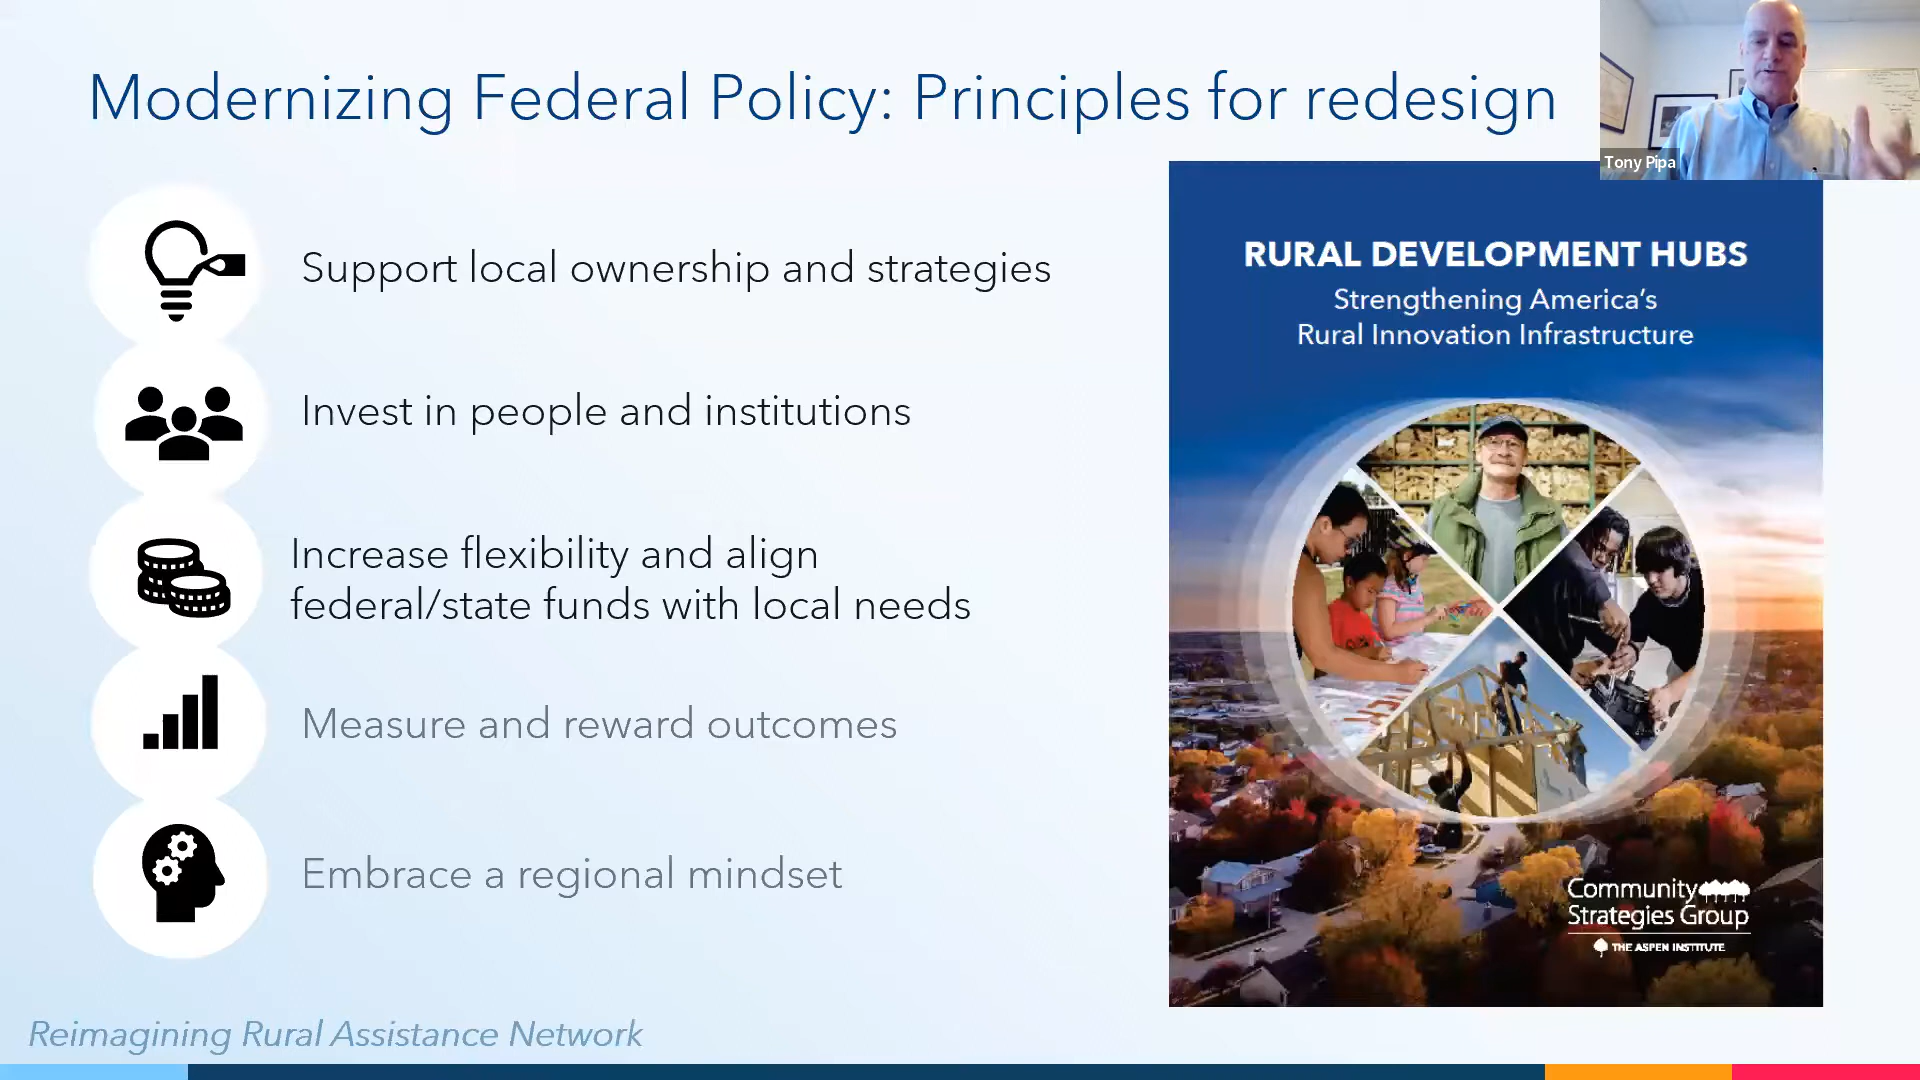 Modernizing Federal Policy: Principles for redesign
Tony Pipa
Support local ownership and strategies
Invest in people and institutions
Increase flexibility and align
federal/state funds with local needs
Measure and reward outcomes
Embrace a regional mindset
RURAL DEVELOPMENT HUBS
Strengthening America's
Rural Innovation Infrastructure
Community
Strategies Group
THE ASPEN INSTITUTE
Reimagining Rural Assistance Network